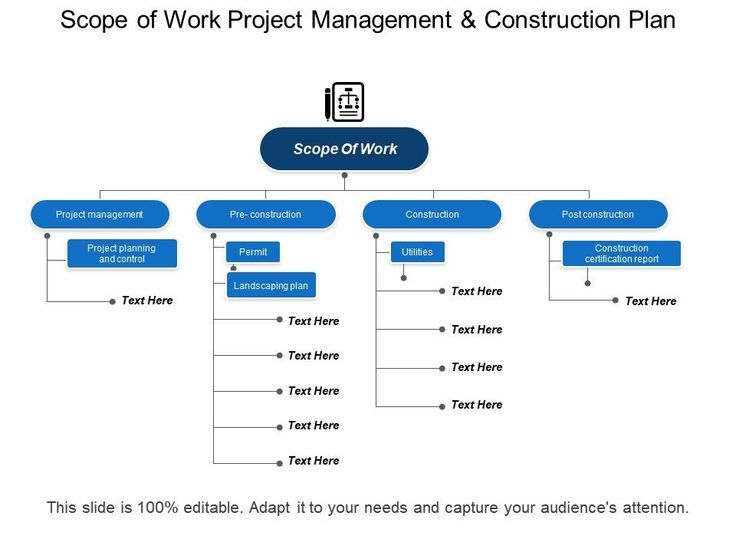 Scope of Work Project Management & Construction Plan
Scope Of Work
Project management
Pre- construction
Construction
Post construction
Project planning
and control
Text Here
Permit
Landscaping plan
Text Here
Text Here
Text Here
Text Here
Text Here
Utilities
Text Here
Text Here
Text Here
Text Here
Construction
certification report
Text Here
This slide is 100% editable. Adapt it to your needs and capture your audience's attention.